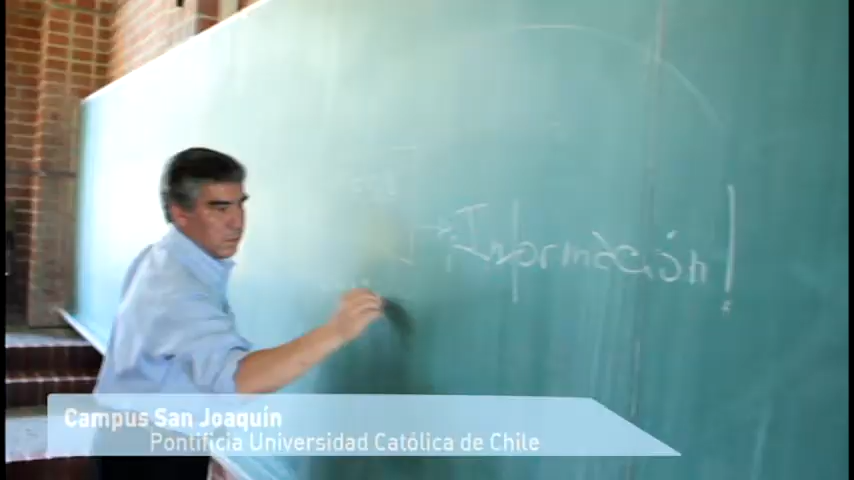 ¡Información!
Campus San Joaquín
Pontificia Universidad Católica de Chile